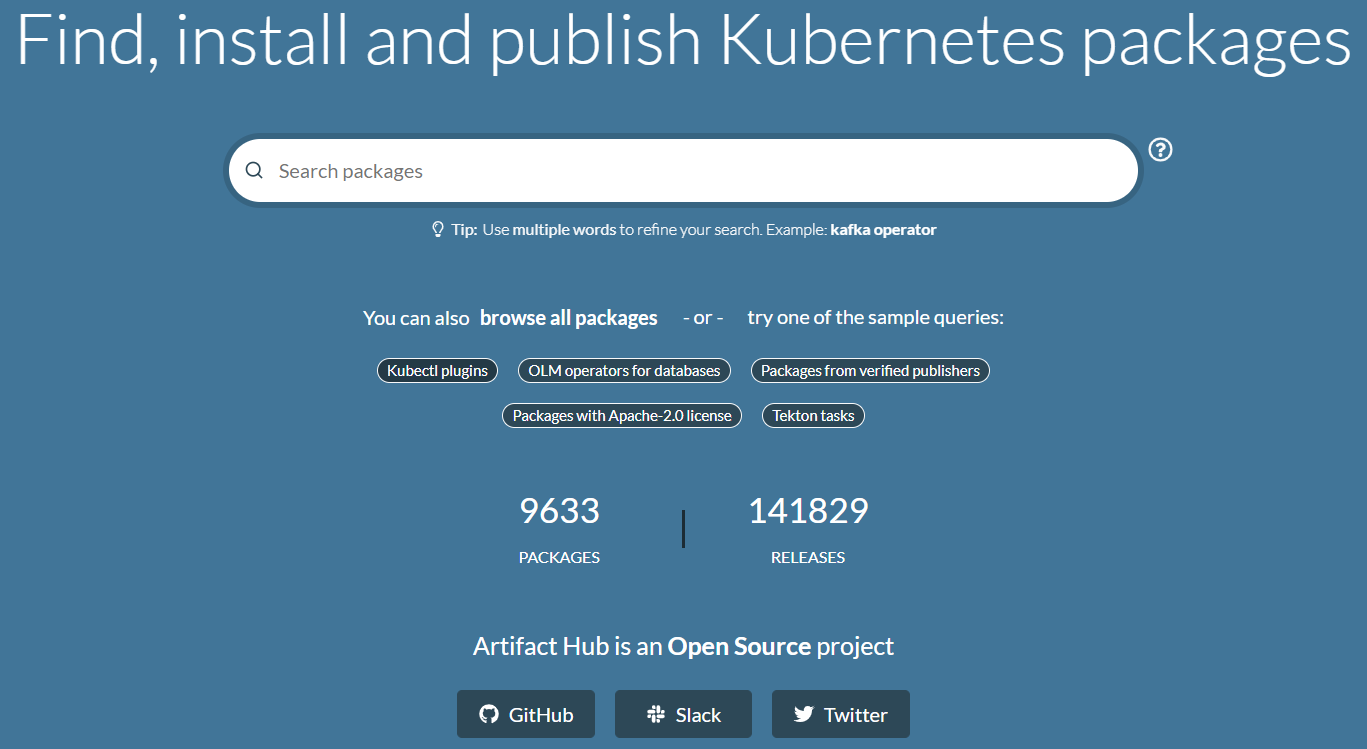 Find, install and publish Kubernetes packages
Search packages
Tip: Use multiple words to refine your search. Example: kafka operator
You can also browse all packages - or - try one of the sample queries:
Kubectl plugins OLM operators for databases Packages from verified publishers
Packages with Apache-2.0 license Tekton tasks
9633 141829
PACKAGES RELEASES
Artifact Hub is an Open Source project
GitHub Slack Twitter